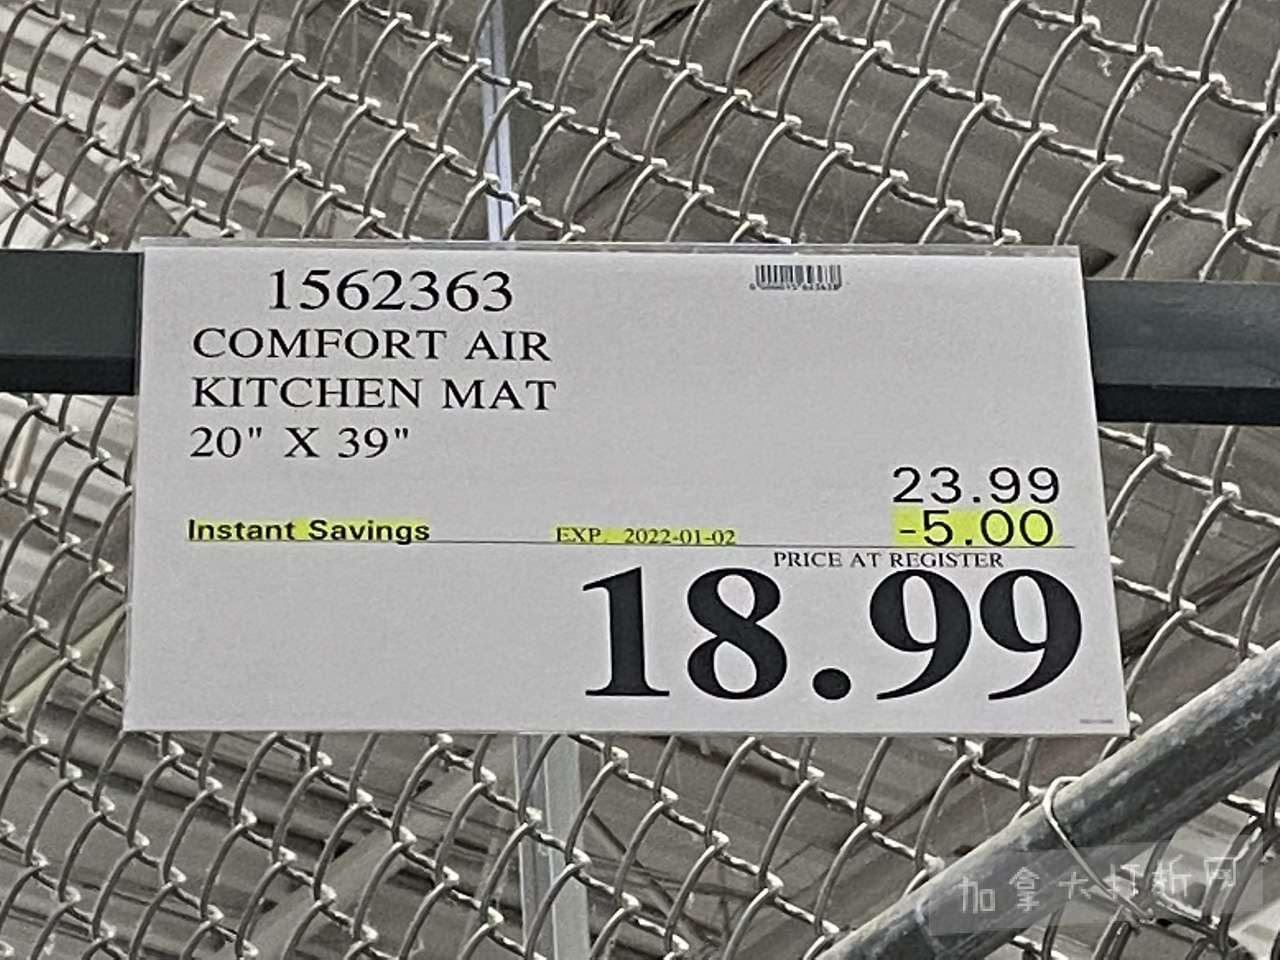 1562363
COMFORT AIR
KITCHEN MAT
20" X 39"
23.99
Instant Savings EXP. 2022-01-02 -5.00
PRICE AT REGISTER
18.99
加拿大打折网